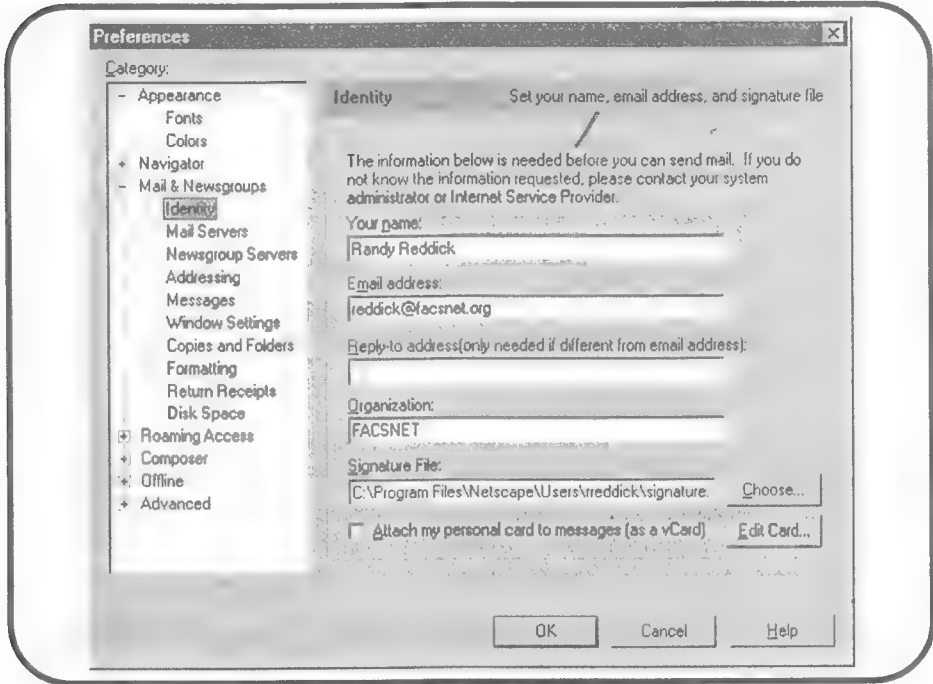 Preferences
Category:
- Appearance
Fonts
Colors
+ Navigator
- Mail & Newsgroups
Identity
Mail Servers
Newsgroup Servers
Addressing
Messages
Window Settings
Copies and Folders
Formatting
Return Receipts
Disk Space
+ Roaming Access
+ Composer
+ Offline
+ Advanced
Identity Set your name, email address, and signature file
The information below is needed before you can send mail. If you do
not know the information requested, please contact your system
administrator or Internet Service Provider.
Your name:
Randy Reddick
Email address:
reddick@facsnet.org
Reply-to address(only needed if different from email address):
Organization:
FACSNET
Signature File:
C:\Program Files\Netscape\Users\rreddick\signature. Choose...
Attach my personal card to messages (as a vCard) Edit Card...
OK Cancel Help